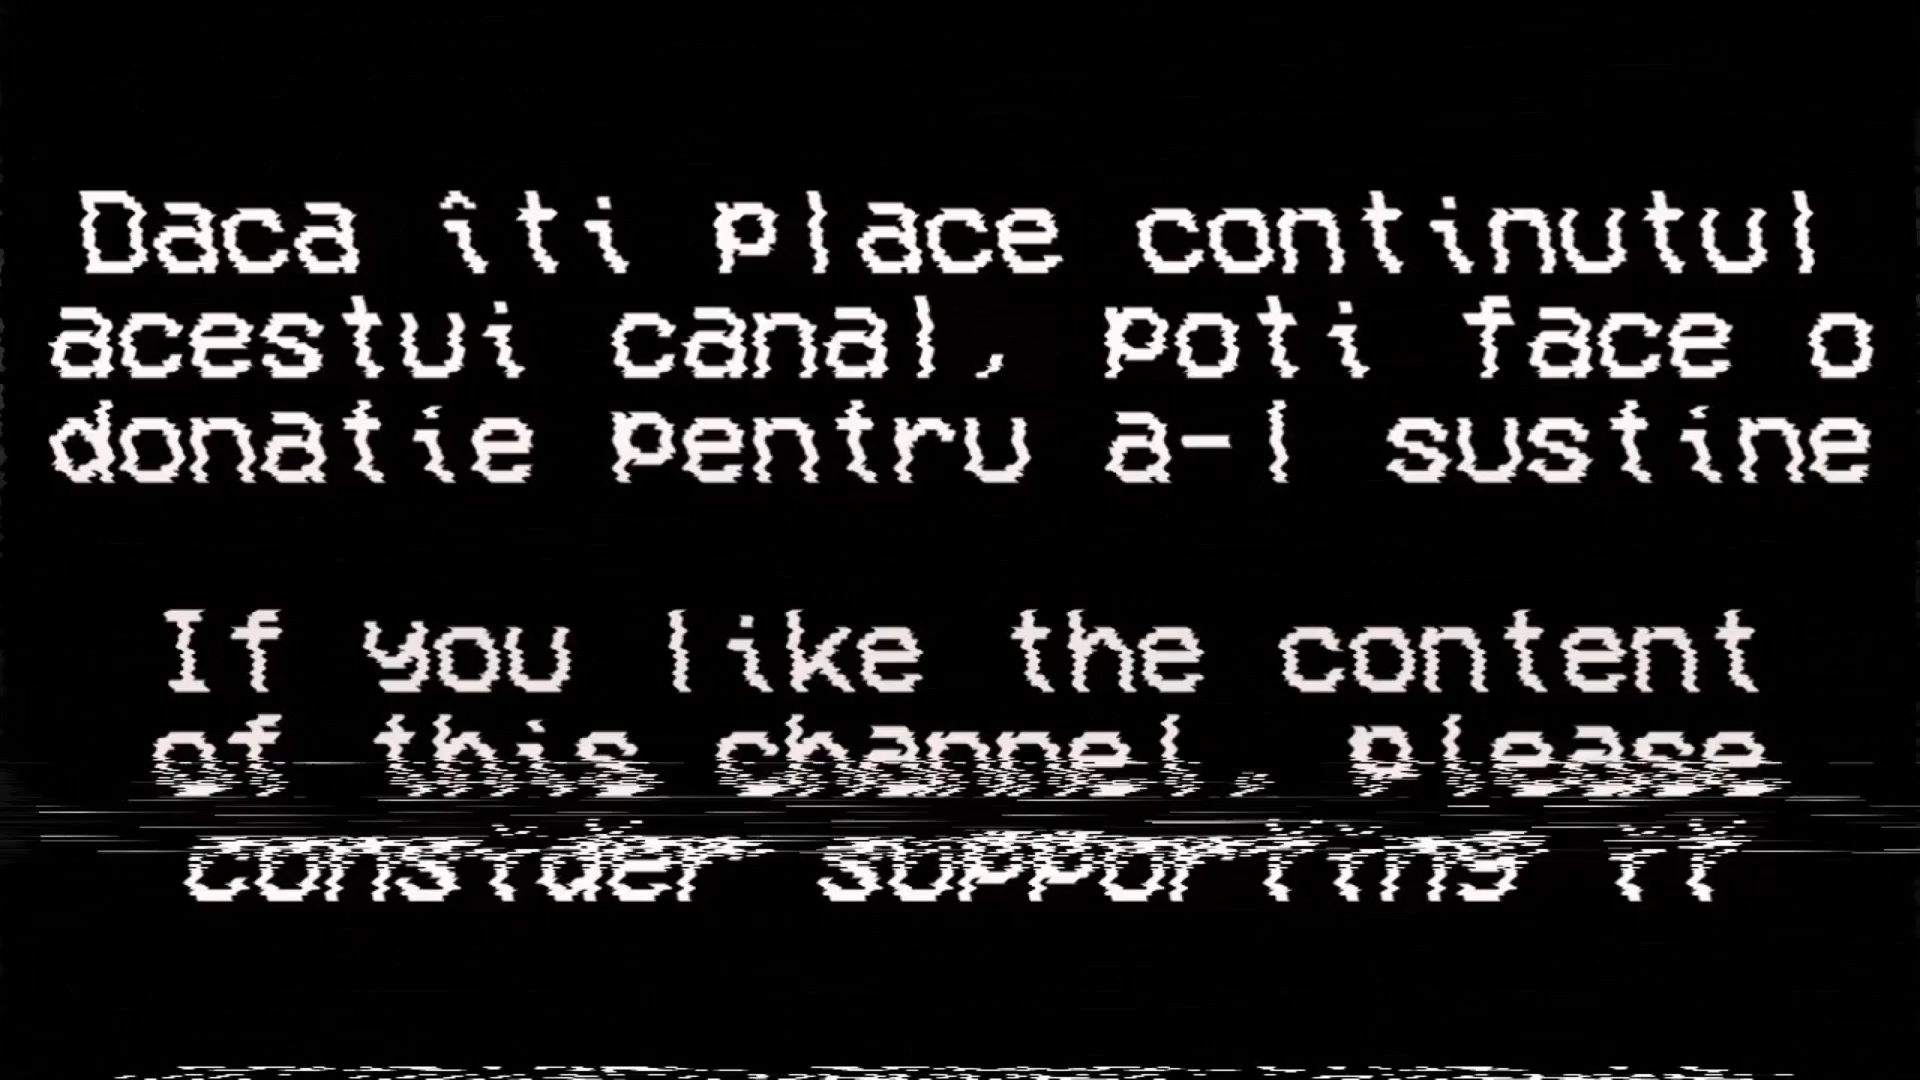 Daca îti place continutul
acestui canal, poti face o
donatie pentru a-l sustine
If you like the content
of this channel, please
consider supporting it